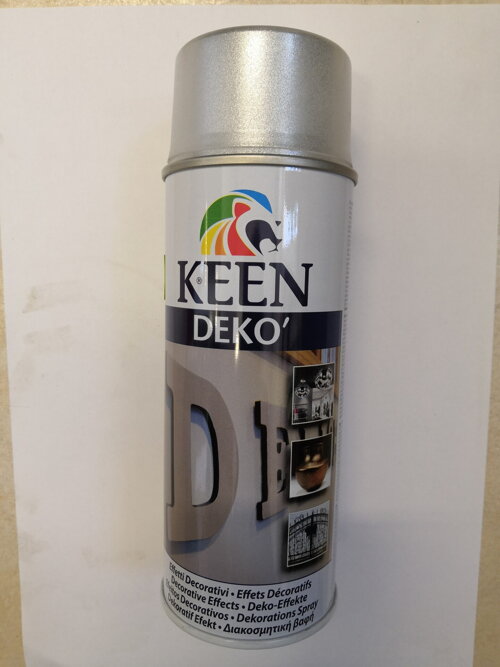 KEEN®
DEKO'
DE
Effetti Decorativi • Effets Décoratifs
Decorative Effects • Deko-Effekte
Efectos Decorativos • Dekorations Spray
Dekoratif Efekt • Διακοσμητική βαφή